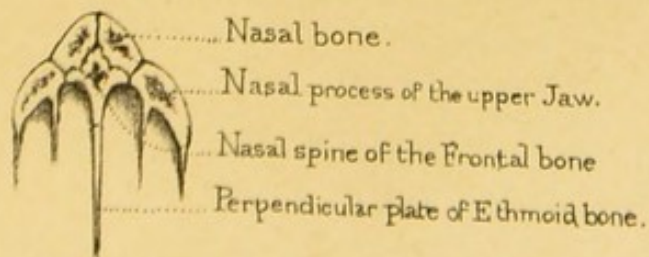 Nasal bone.
Nasal process of the upper Jaw.
Nasal spine of the Frontal bone
Perpendicular plate of Ethmoid bone.